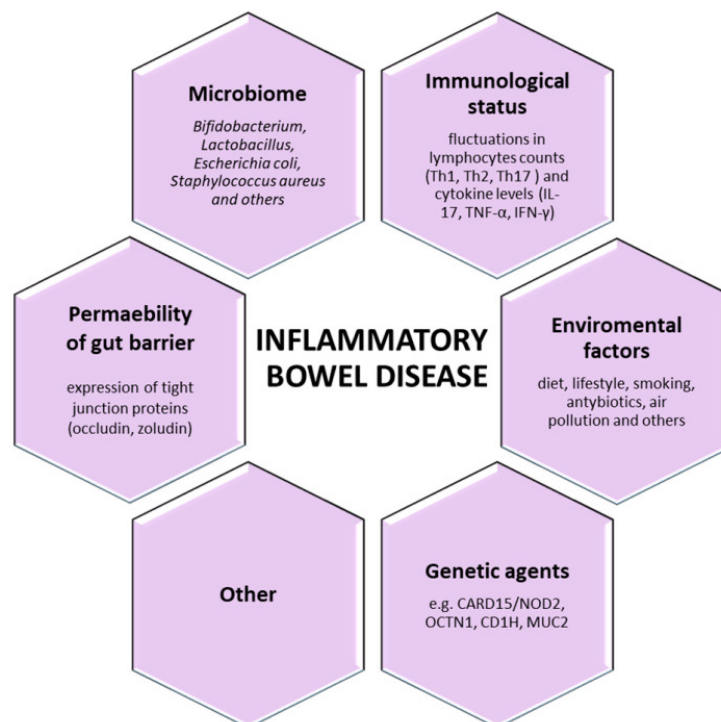 Microbiome
Bifidobacterium,
Lactobacillus,
Escherichia coli,
Staphylococcus aureus
and others
Immunological
status
fluctuations in
lymphocytes counts
(Th1, Th2, Th17 ) and
cytokine levels (IL-
17, TNF-α, IFN-γ)
Permaebility
of gut barrier
expression of tight
junction proteins
(occludin, zoludin)
INFLAMMATORY
BOWEL DISEASE
Enviromental
factors
diet, lifestyle, smoking,
antybiotics, air
pollution and others
Other
Genetic agents
e.g. CARD15/NOD2,
OCTN1, CD1H, MUC2